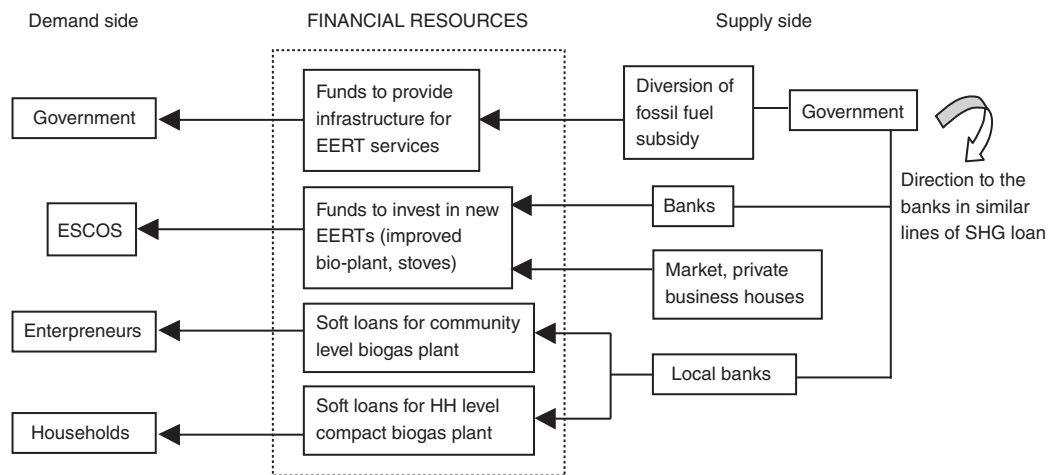 Demand side
FINANCIAL RESOURCES
Supply side
Government
Funds to provide
infrastructure for
EERT services
Diversion of
fossil fuel
subsidy
Government
Direction to the
banks in similar
lines of SHG loan
ESCOS
Funds to invest in new
EERTs (improved
bio-plant, stoves)
Banks
Market, private
business houses
Enterpreneurs
Soft loans for community
level biogas plant
Local banks
Households
Soft loans for HH level
compact biogas plant